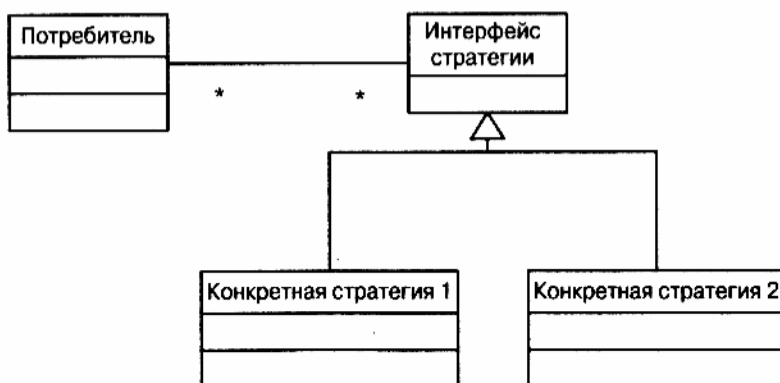 Потребитель
Интерфейс
стратегии
*
*
Конкретная стратегия 1
Конкретная стратегия 2